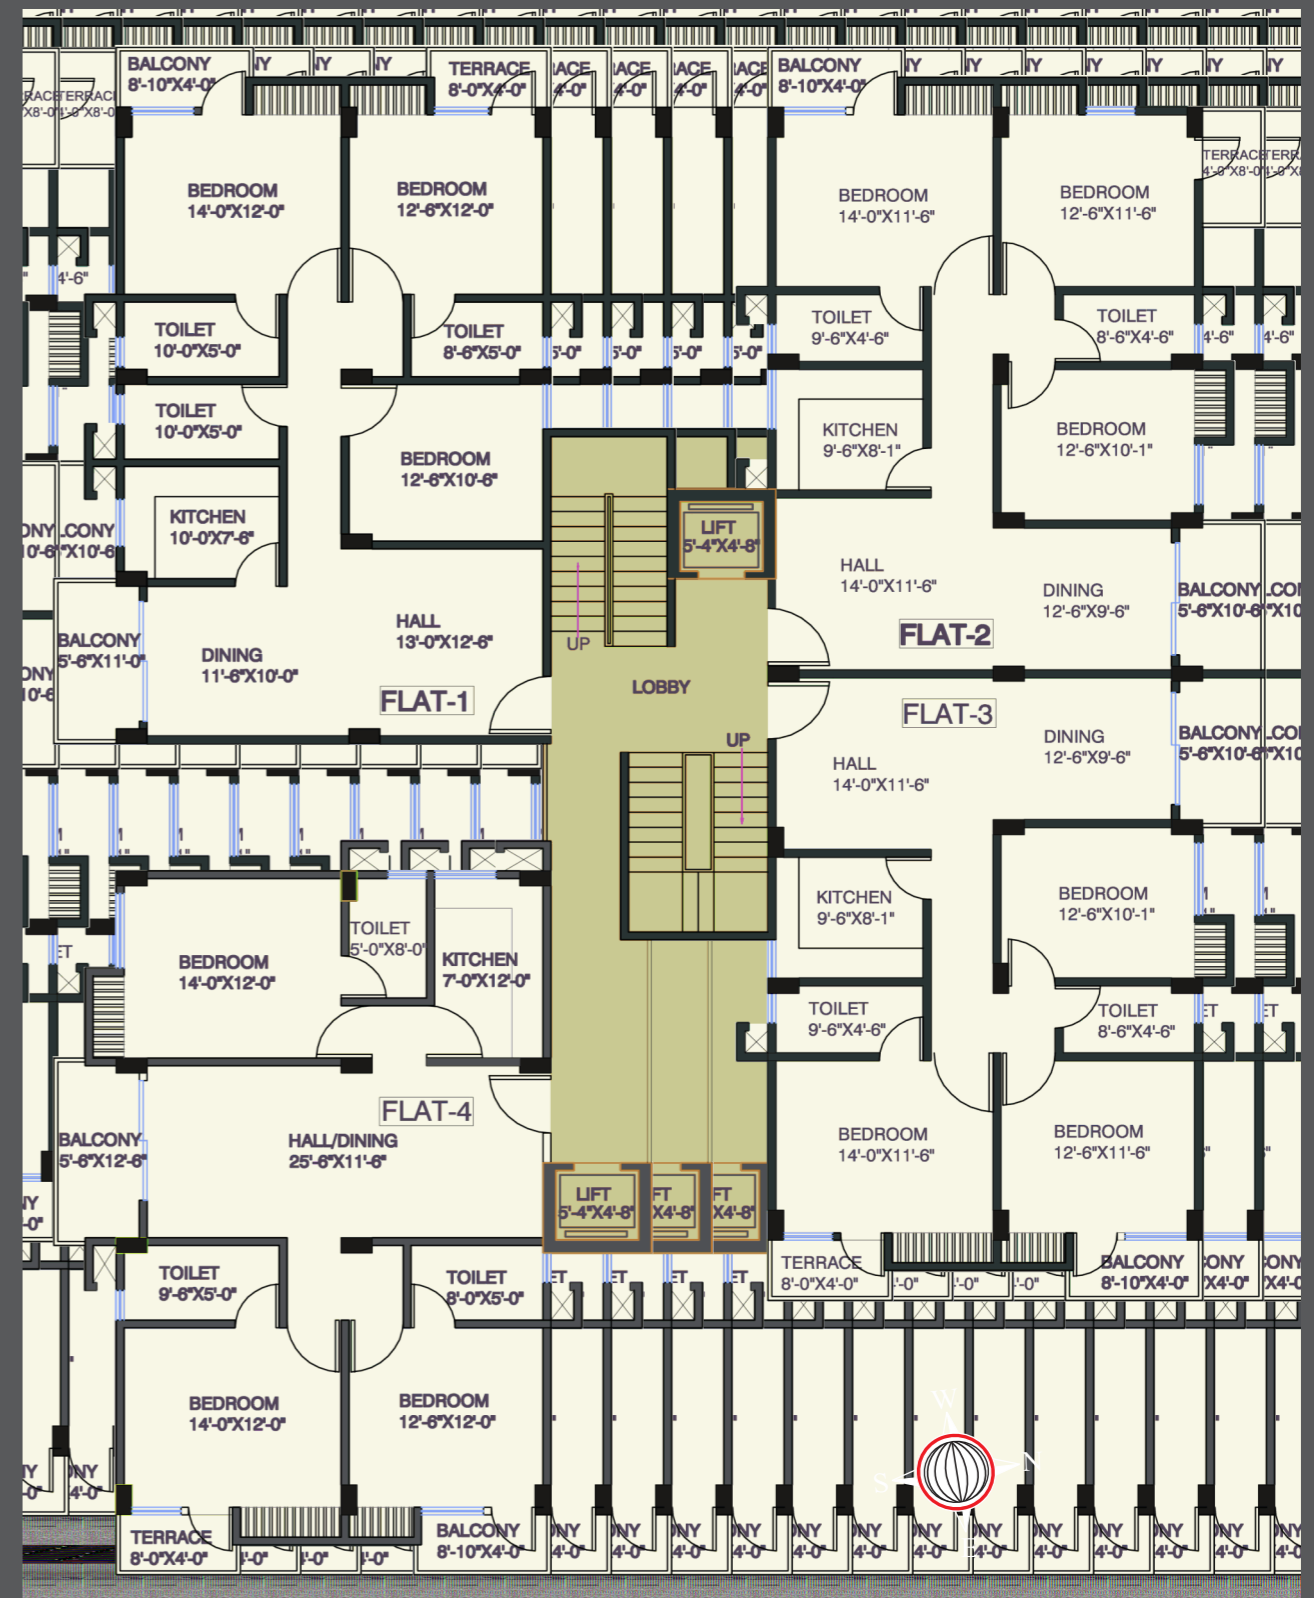 BALCONY
8'-10"X4'-0"
TERRACE
8'-0"X4'-0"
BALCONY
8'-10"X4'-0"
BEDROOM
14'-0"X12'-0"
BEDROOM
12'-6"X12'-0"
BEDROOM
14'-0"X11'-6"
BEDROOM
12'-6"X11'-6"
TERRACE
4'-0"X8'-0"
TOILET
10'-0"X5'-0"
TOILET
8'-6"X5'-0"
TOILET
9'-6"X4'-6"
TOILET
8'-6"X4'-6"
TOILET
10'-0"X5'-0"
BEDROOM
12'-6"X10'-6"
KITCHEN
9'-6"X8'-1"
BEDROOM
12'-6"X10'-1"
KITCHEN
10'-0'X7'-6"
LIFT
5'-4"X4'-8"
HALL
14'-0"X11'-6"
DINING
12'-6"X9'-6"
BALCONY
5'-6"X10'-6"
BALCONY
5'-6"X11'-0"
DINING
11'-6"X10'-0"
HALL
13'-0"X12'-6"
FLAT-1
UP
LOBBY
FLAT-2
FLAT-3
UP
HALL
14'-0"X11'-6"
DINING
12'-6"X9'-6"
BALCONY
5'-6"X10'-6"
BEDROOM
14'-0"X12'-0"
TOILET
5'-0"X8'-0"
KITCHEN
7'-0"X12'-0"
KITCHEN
9'-6"X8'-1"
BEDROOM
12'-6"X10'-1"
TOILET
9'-6"X4'-6"
TOILET
8'-6"X4'-6"
FLAT-4
BALCONY
5'-6"X12'-6"
HALL/DINING
25'-6"X11'-6"
BEDROOM
14'-0"X11'-6"
BEDROOM
12'-6"X11'-6"
LIFT
5'-4"X4'-8"
TERRACE
8'-0"X4'-0"
BALCONY
8'-10"X4'-0"
TOILET
9'-6"X5'-0"
TOILET
8'-0"X5'-0"
BEDROOM
14'-0"X12'-0"
BEDROOM
12'-6"X12'-0"
W
S
N
E
TERRACE
8'-0"X4'-0"
BALCONY
8'-10"X4'-0"